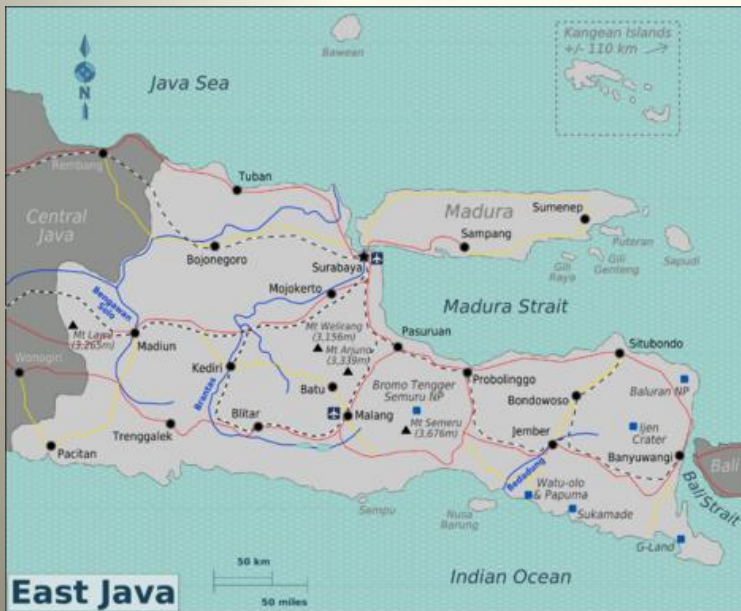 Bawean
Kangean Islands
+/- 110 km
Java Sea
N
Rembang
Tuban
Central
Java
Madura
Sumenep
Sampang
Puteran
Gili
Raya
Gili
Genteng
Sapudi
Bojonegoro
Surabaya
Mojokerto
Madura Strait
Bengawan
Solo
Mt Lawu
(3,265m)
Madiun
Mt Welirang
(3,156m)
Mt Arjuno
(3,339m)
Pasuruan
Situbondo
Wonogiri
Kediri
Brantas
Batu
Bromo Tengger
Semuru NP
Probolinggo
Baluran NP
Bondowoso
Blitar
Malang
Mt Semeru
(3,676m)
Trenggalek
Jember
Ijen
Crater
Pacitan
Banyuwangi
Bali
Bali Strait
Bedadung
Watu-olo
& Papuma
Sempu
Nusa
Barung
Sukamade
G-Land
50 km
50 miles
Indian Ocean
East Java